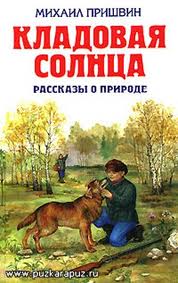 МИХАИЛ ПРИШВИН
КЛАДОВАЯ
СОЛНЦА
РАССКАЗЫ О ПРИРОДЕ
www.puzkarapuz.ru